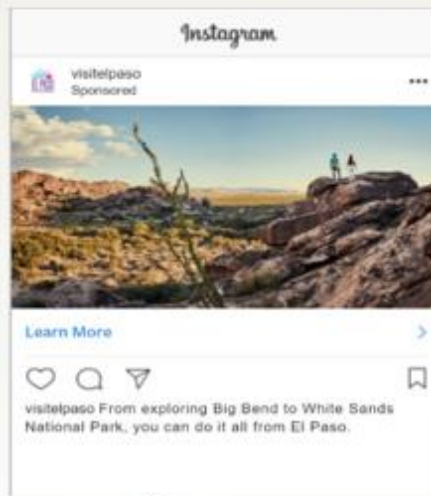 Instagram
visitelpaso
Sponsored
Learn More
visitelpaso From exploring Big Bend to White Sands
National Park, you can do it all from El Paso.